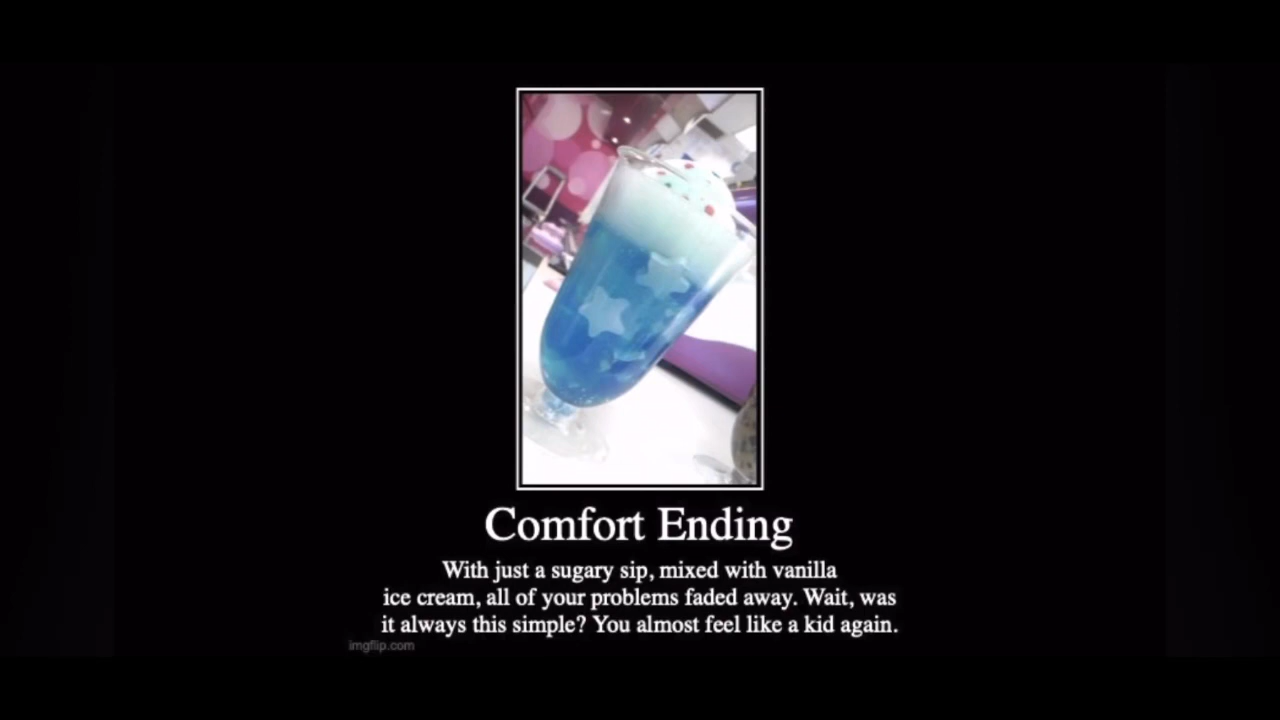 Comfort Ending
With just a sugary sip, mixed with vanilla
ice cream, all of your problems faded away. Wait, was
it always this simple? You almost feel like a kid again.
imgflip.com